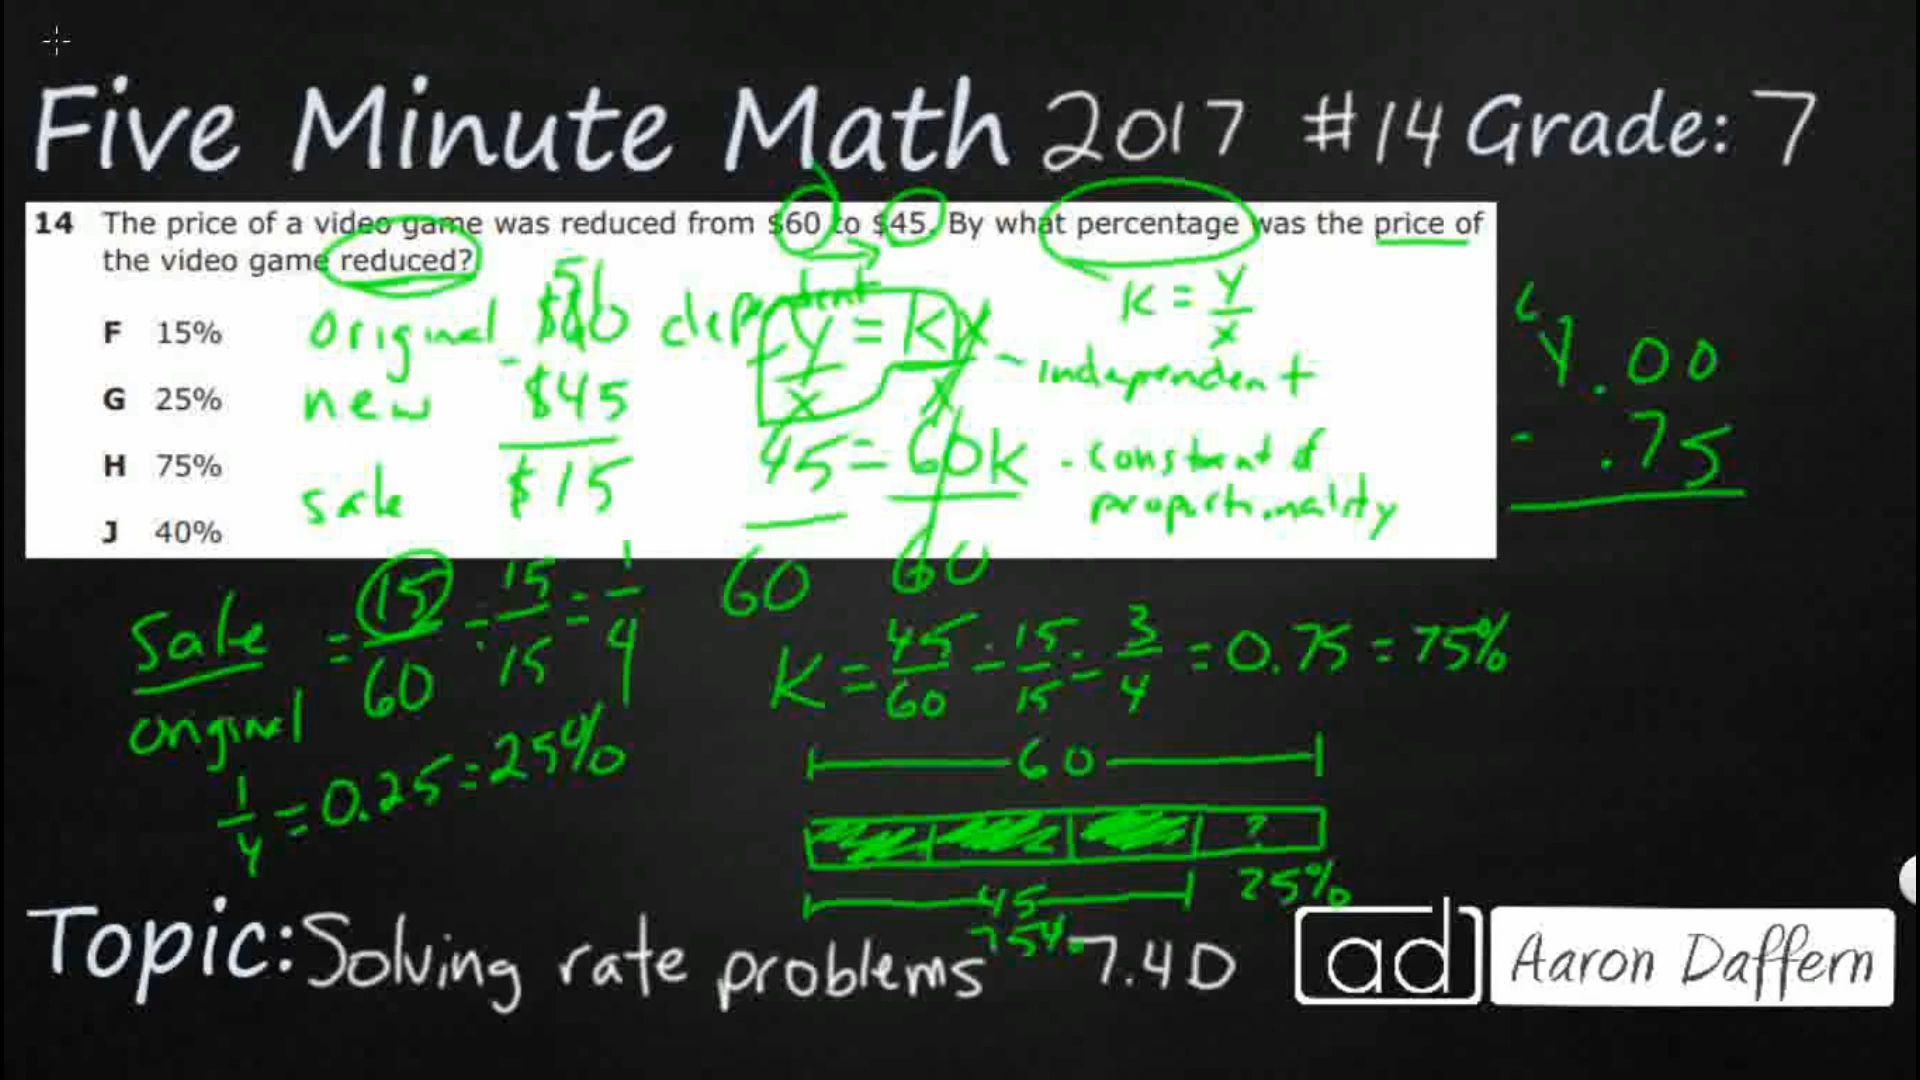 Five Minute Math 2017 #14 Grade: 7
14 The price of a video game was reduced from $60 to $45. By what percentage was the price of
the video game reduced?
F 15%
G 25%
H 75%
J 40%
original $60
new - $45
$15
sale
dependent
y = kx
x x
k = y/x
- independent
45 = 60k
60 60
- constant of
proportionality
.00
- .75
Sale/original = 15/60 ÷ 15/15 = 1/4
1/4 = 0.25 = 25%
K = 45/60 ÷ 15/15 = 3/4 = 0.75 = 75%
60
?
45
75%
25%
Topic: Solving rate problems 7.4D
ad Aaron Daffern